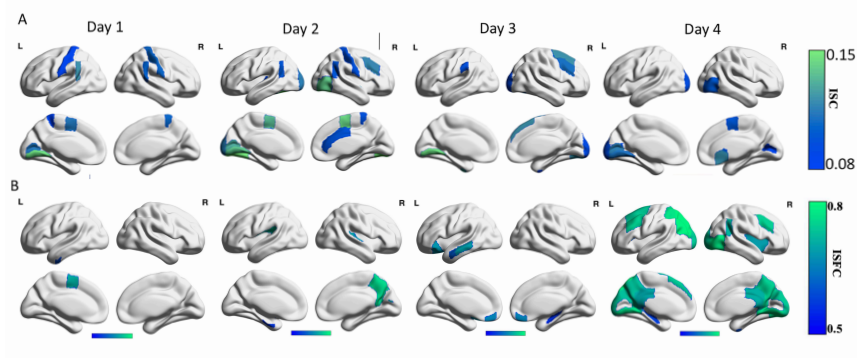 A
Day 1 Day 2 Day 3 Day 4
L R L R L R L R
0.15
ISC
0.08
B
L R L R L R L R
0.8
ISFC
0.5